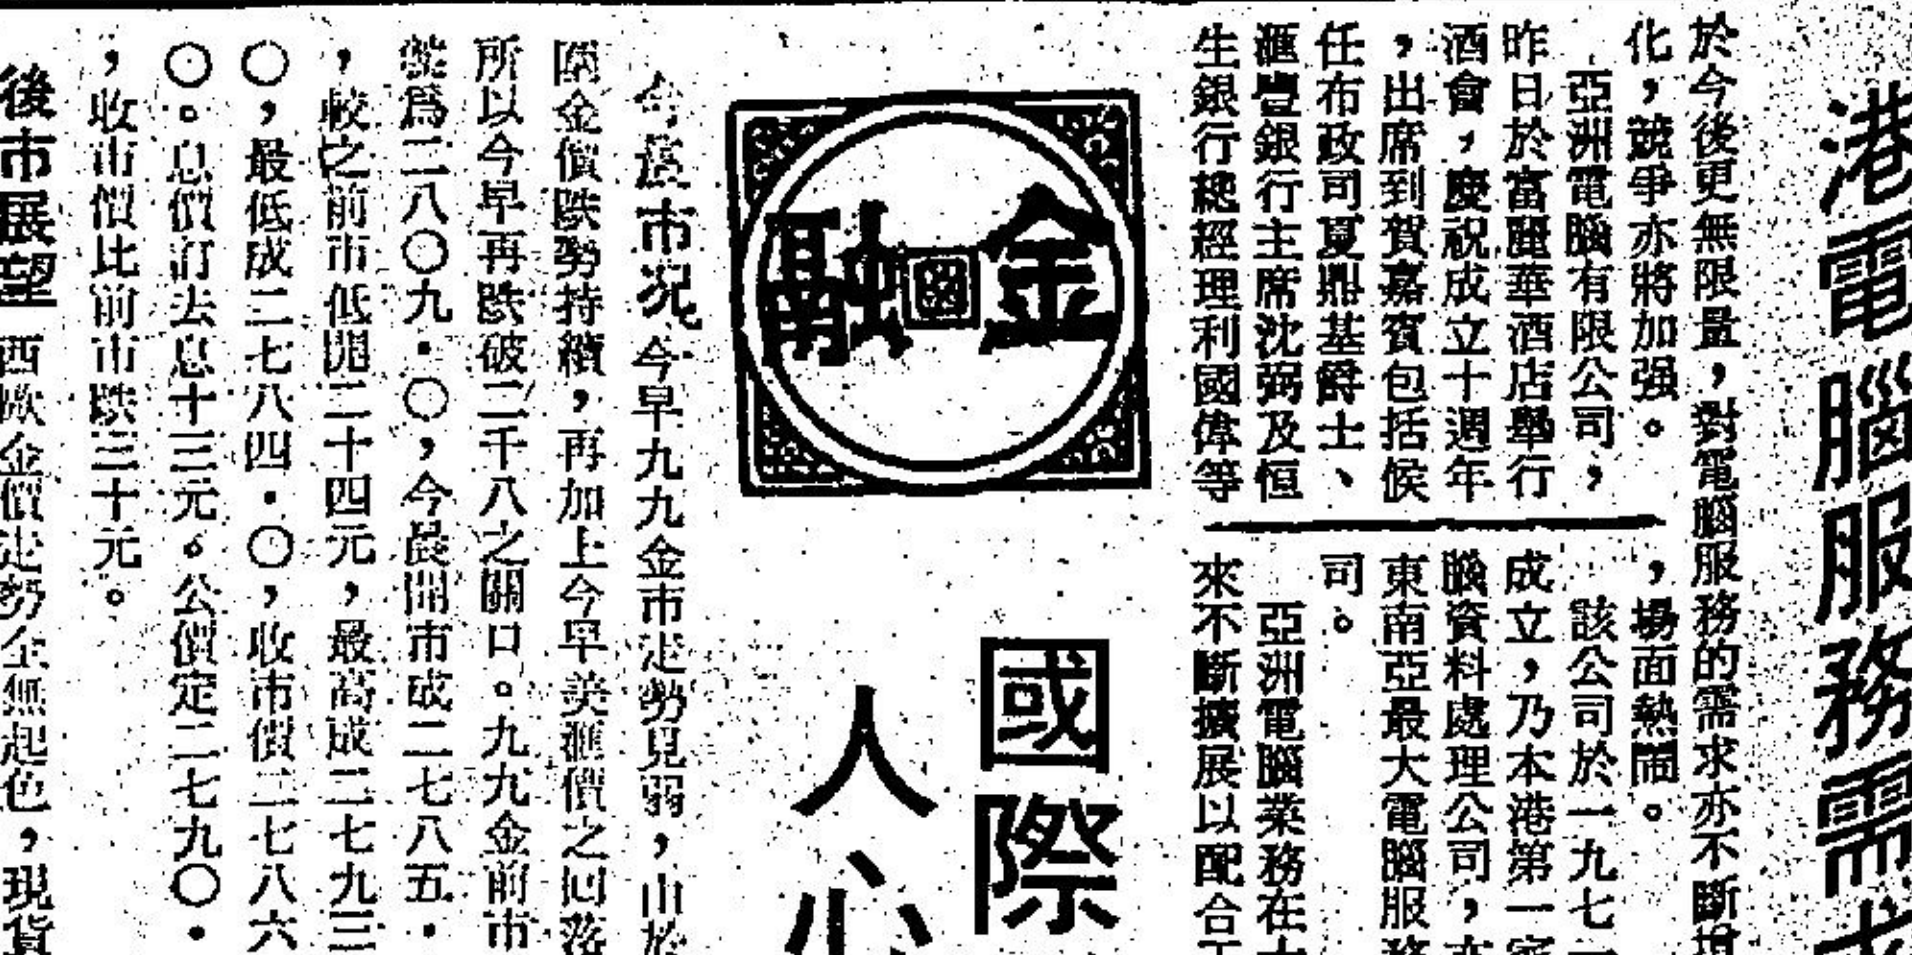 港電腦服務需求
於今後更無限量，對電腦服務的需求亦不斷增
化，競爭亦將加强。
亞洲電腦有限公司，
昨日於富麗華酒店舉行
酒會，慶祝成立十週年
，出席到賀嘉賓包括候
任布政司夏鼎基爵士、
滙豐銀行主席沈弼及恒
生銀行總經理利國偉等
，場面熱鬧。
該公司於一九七一
成立，乃本港第一家
腦資料處理公司，亦
東南亞最大電腦服務
司。
亞洲電腦業務在
來不斷擴展以配合
金融圈
國際
人心
今晨市况 今早九九金市走勢見弱，由於
國金價跌勢持續，再加上今早美滙價之回落
所以今早再跌破二千八之關口。九九金前市
從爲二八〇九．〇，今晨開市成二七八五．
，較之前市低開二十四元，最高成二七九三
〇，最低成二七八四．〇，收市價二七八六
〇。息價訂去息十三元。公價定二七九〇．
，收市價比前市跌三十元。
後市展望 西歐金價走勢全無起色，現貨